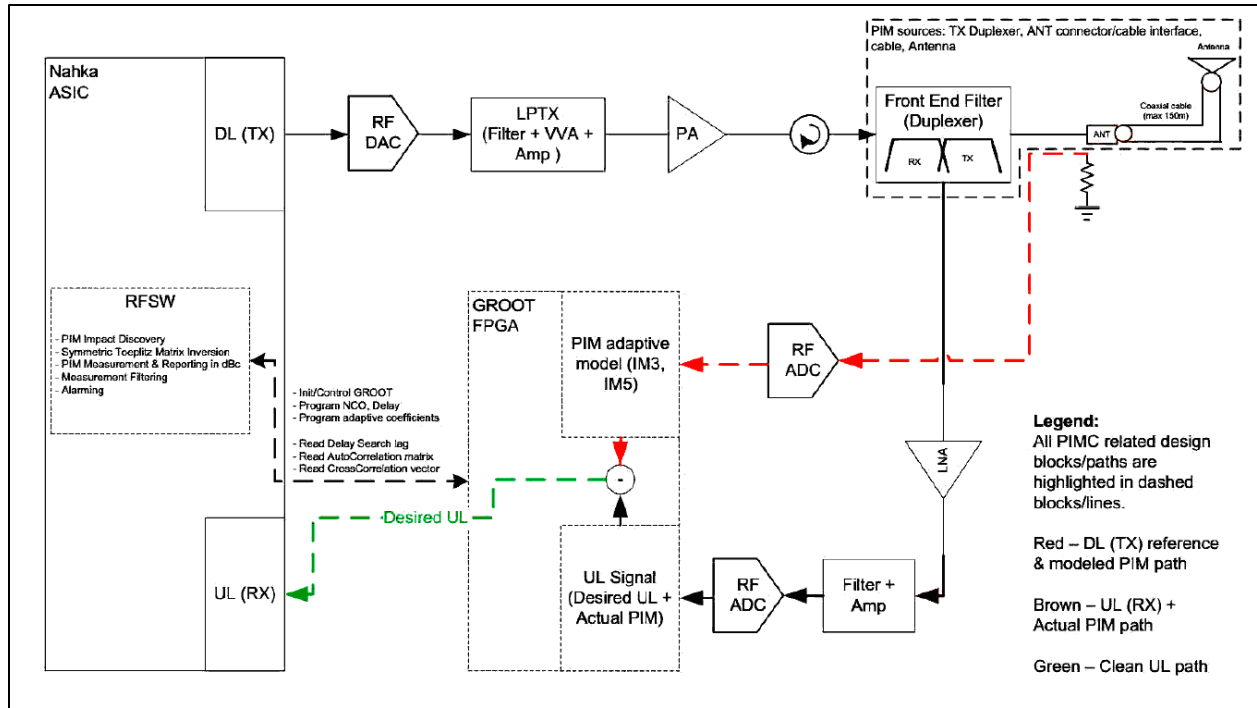 PIM sources: TX Duplexer, ANT connector/cable interface,
cable, Antenna
Antenna
Nahka
ASIC
DL (TX)
RF
DAC
LPTX
(Filter + VVA +
Amp )
PA
Front End Filter
(Duplexer)
RX
TX
Coaxial cable
(max 150m)
ANT
RFSW
- PIM Impact Discovery
- Symmetric Toeplitz Matrix Inversion
- PIM Measurement & Reporting in dBc
- Measurement Filtering
- Alarming
- Init/Control GROOT
- Program NCO, Delay
- Program adaptive coefficients
- Read Delay Search lag
- Read AutoCorrelation matrix
- Read CrossCorrelation vector
GROOT
FPGA
PIM adaptive
model (IM3,
IM5)
RF
ADC
-
Desired UL
UL (RX)
UL Signal
(Desired UL +
Actual PIM)
RF
ADC
Filter +
Amp
LNA
Legend:
All PIMC related design
blocks/paths are
highlighted in dashed
blocks/lines.
Red – DL (TX) reference
& modeled PIM path
Brown – UL (RX) +
Actual PIM path
Green – Clean UL path